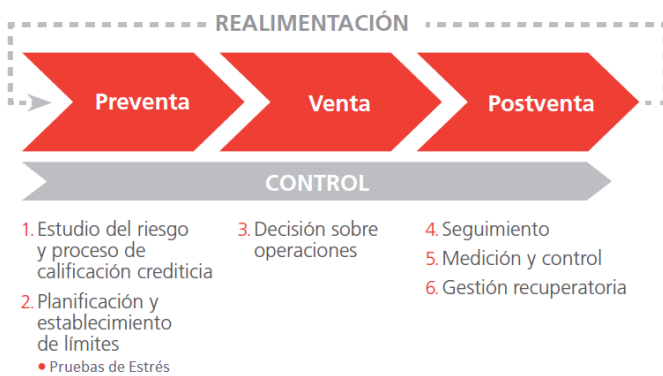 REALIMENTACIÓN
Preventa
Venta
Postventa
CONTROL
1. Estudio del riesgo
y proceso de
calificación crediticia
2. Planificación y
establecimiento
de límites
• Pruebas de Estrés
3. Decisión sobre
operaciones
4. Seguimiento
5. Medición y control
6. Gestión recuperatoria